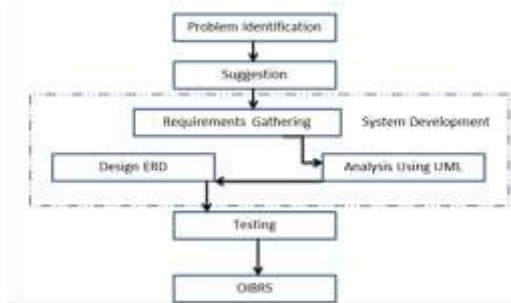 Problem Identification
Suggestion
Requirements Gathering
System Development
Design ERD
Analysis Using UML
Testing
OIBRS